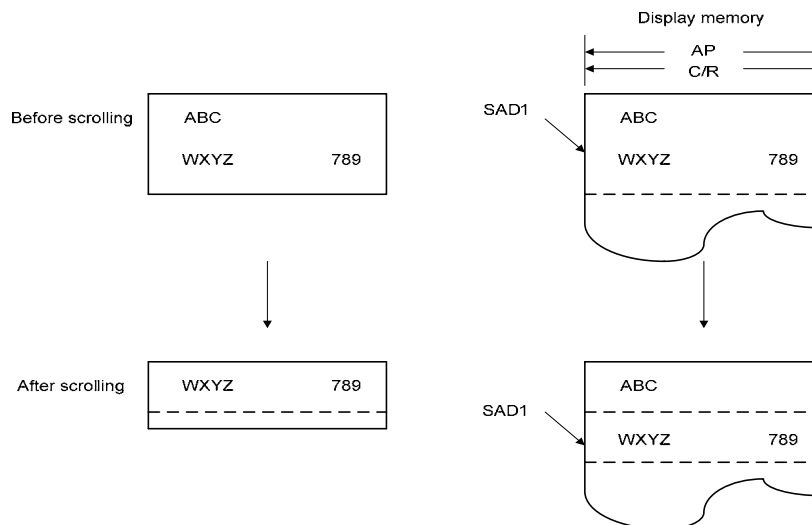 Display memory
AP
C/R
Before scrolling
ABC
WXYZ 789
SAD1
ABC
WXYZ 789
After scrolling
WXYZ 789
SAD1
ABC
WXYZ 789